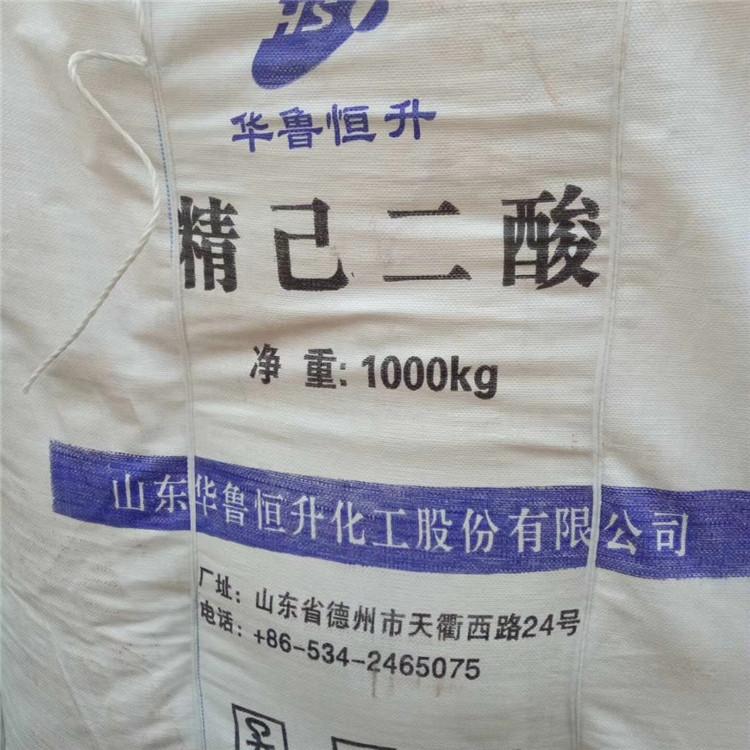 华鲁恒升
精己二酸
净重:1000kg
山东华鲁恒升化工股份有限公司
厂址:山东省德州市天衢西路24号
电话:+86-534-2465075